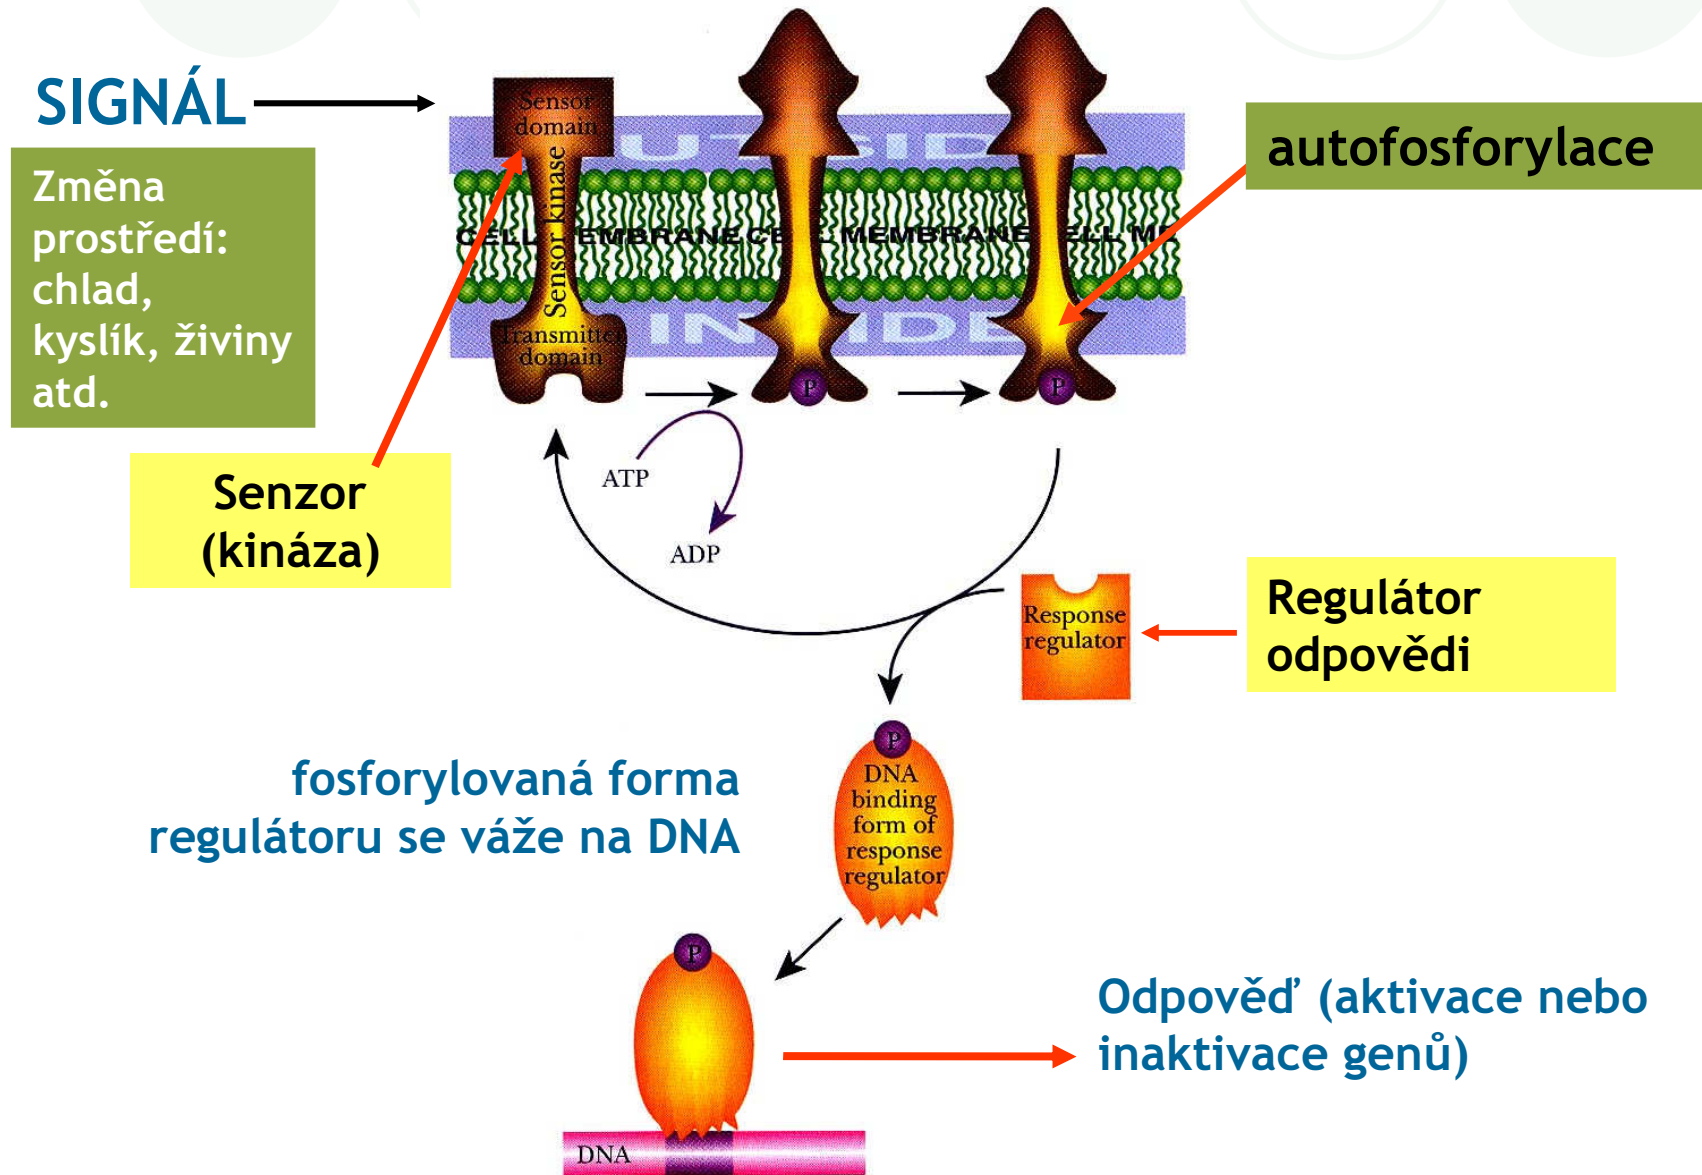 SIGNÁL
Změna
prostředí:
chlad,
kyslík, živiny
atd.
Sensor
domain
Sensor kinase
Transmitter
domain
OUTSIDE
CELL MEMBRANE CELL MEMBRANE CELL ME
INSIDE
autofosforylace
P
P
Senzor
(kináza)
ATP
ADP
Response
regulator
Regulátor
odpovědi
fosforylovaná forma
regulátoru se váže na DNA
P
DNA
binding
form of
response
regulator
P
Odpověď (aktivace nebo
inaktivace genů)
DNA